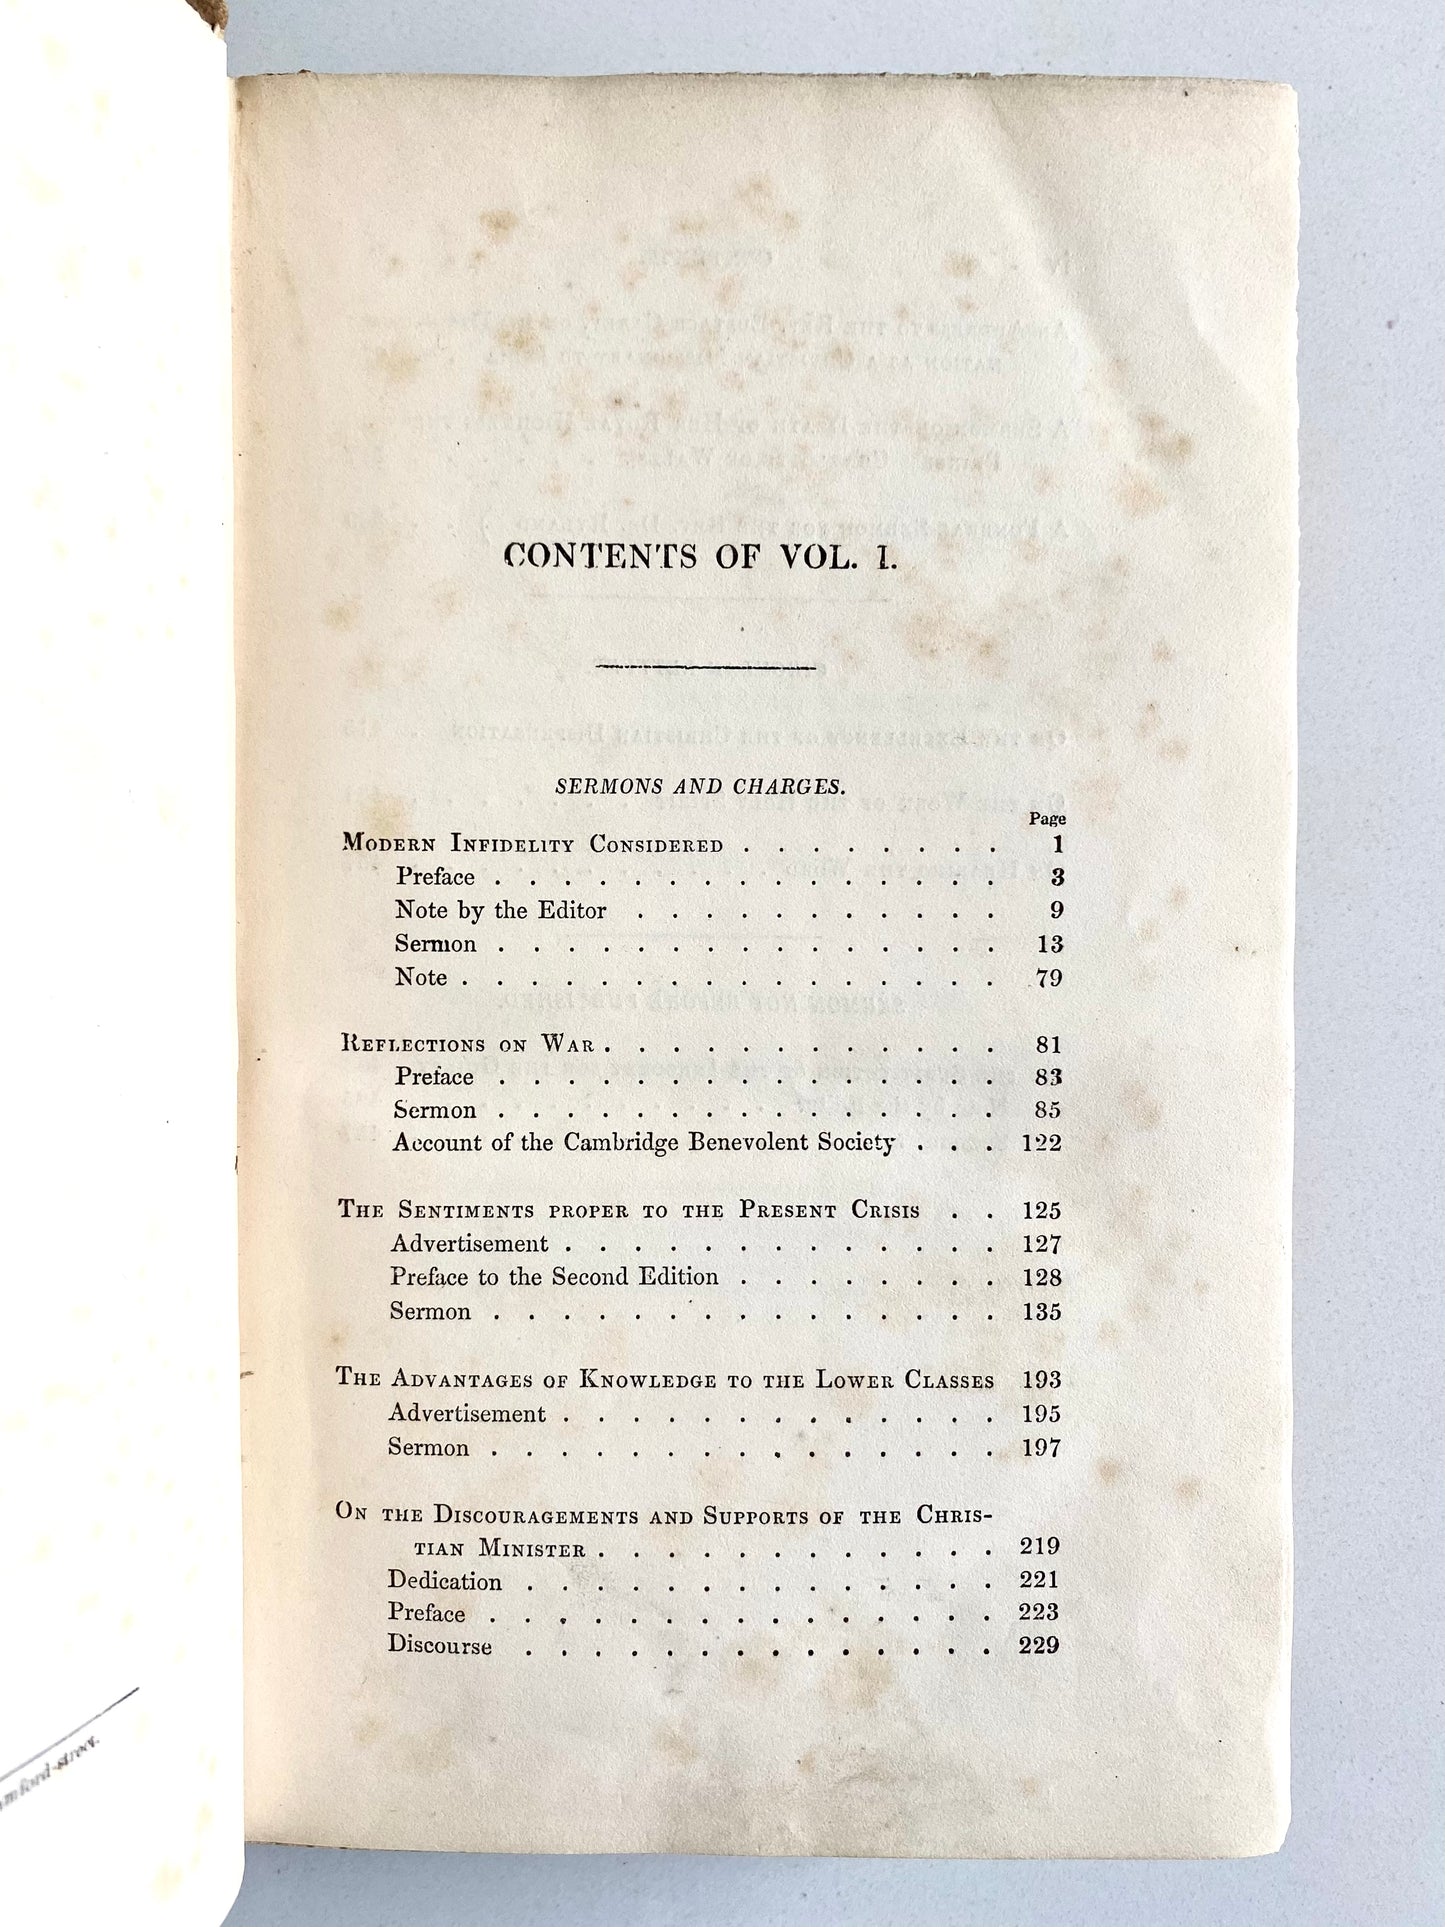 CONTENTS OF VOL. I.
SERMONS AND CHARGES.
Page
MODERN INFIDELITY CONSIDERED . . . . . . . . 1
Preface . . . . . . . . . . . . . . . 3
Note by the Editor . . . . . . . . . . . 9
Sermon . . . . . . . . . . . . . . . 13
Note . . . . . . . . . . . . . . . . 79
REFLECTIONS ON WAR . . . . . . . . . . . . 81
Preface . . . . . . . . . . . . . . . 83
Sermon . . . . . . . . . . . . . . . 85
Account of the Cambridge Benevolent Society . . . 122
THE SENTIMENTS PROPER TO THE PRESENT CRISIS . . 125
Advertisement . . . . . . . . . . . . . 127
Preface to the Second Edition . . . . . . . . 128
Sermon . . . . . . . . . . . . . . . 135
THE ADVANTAGES OF KNOWLEDGE TO THE LOWER CLASSES 193
Advertisement . . . . . . . . . . . . . 195
Sermon . . . . . . . . . . . . . . . 197
ON THE DISCOURAGEMENTS AND SUPPORTS OF THE CHRIS-
TIAN MINISTER . . . . . . . . . . . . 219
Dedication . . . . . . . . . . . . . . 221
Preface . . . . . . . . . . . . . . . 223
Discourse . . . . . . . . . . . . . . 229